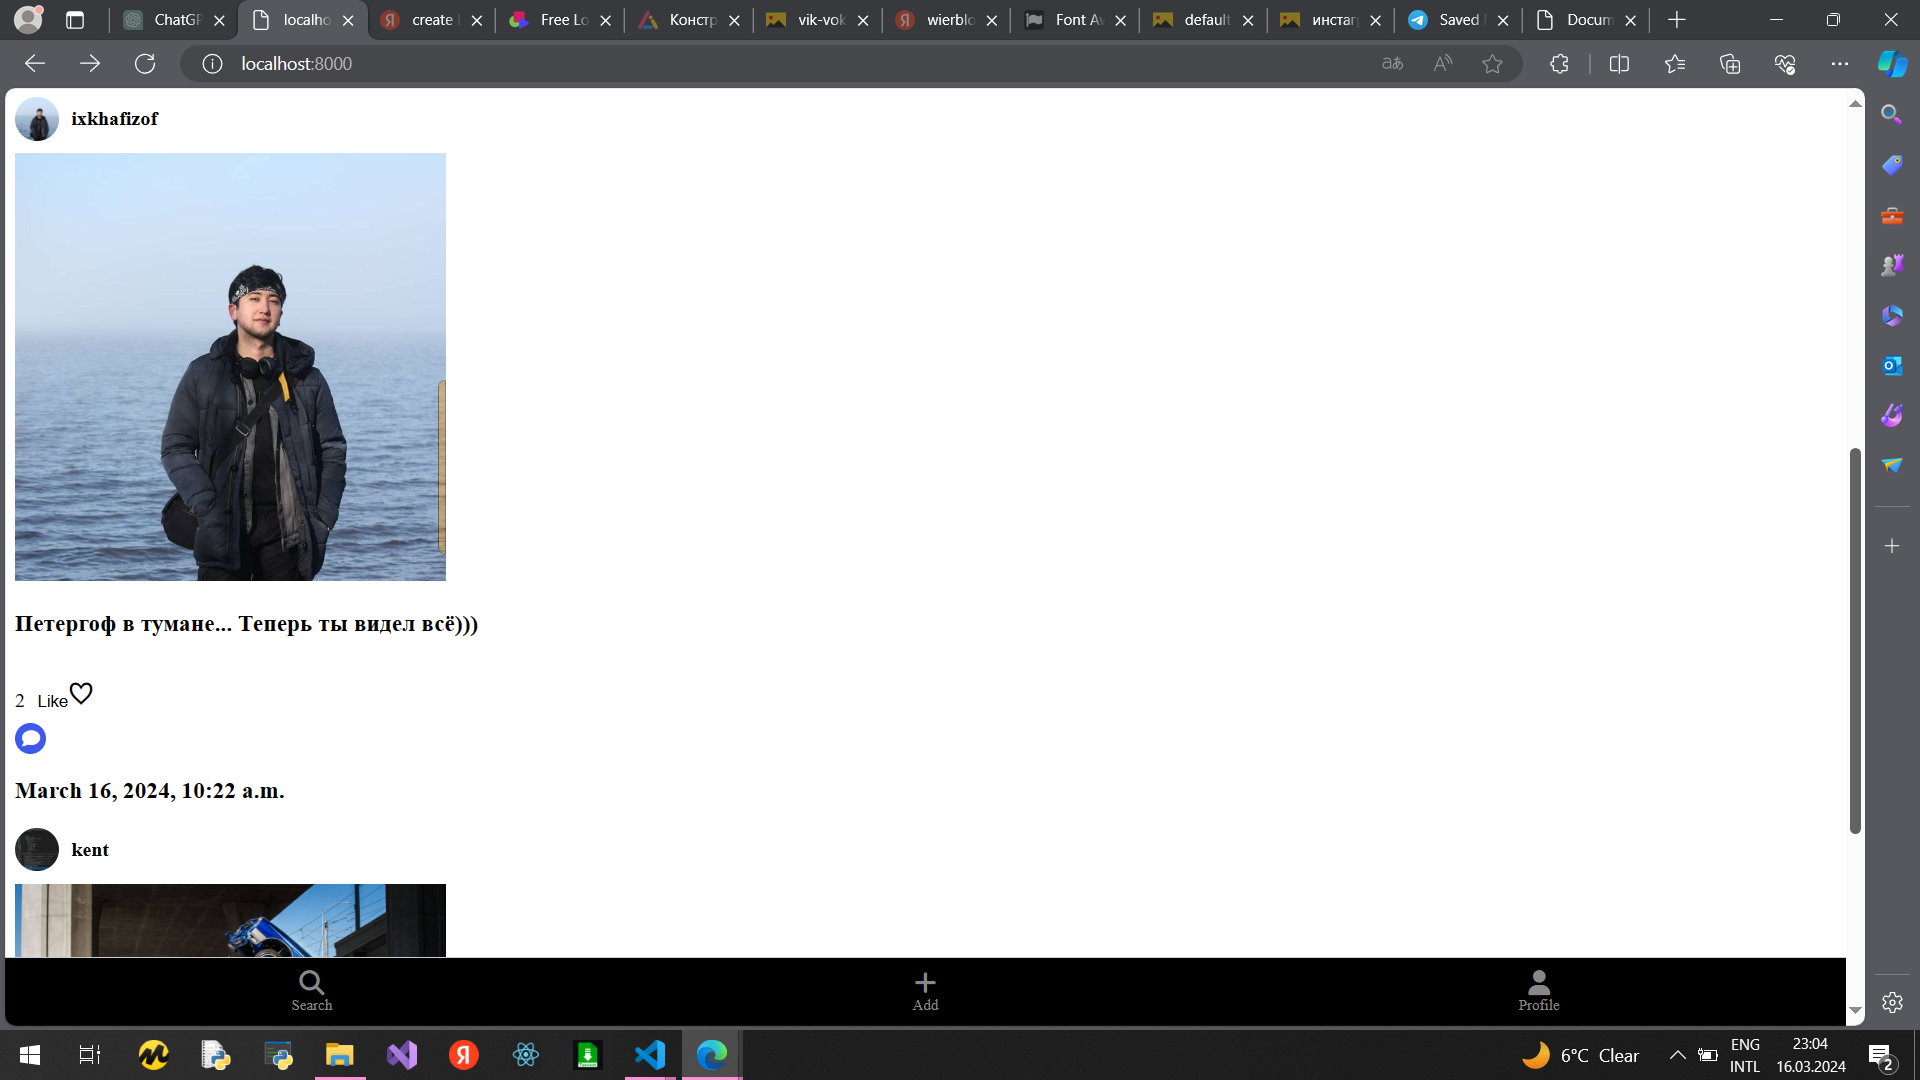 ChatGP
localho
create l
Free Lo
Констр
vik-vok
wierblo
Font Av
default
инстаг
Saved
Docum
localhost:8000
ixkhafizof
Петергоф в тумане... Теперь ты видел всё)))
2 Like
March 16, 2024, 10:22 a.m.
kent
Search
Add
Profile
6°C Clear
ENG
INTL
23:04
16.03.2024
2